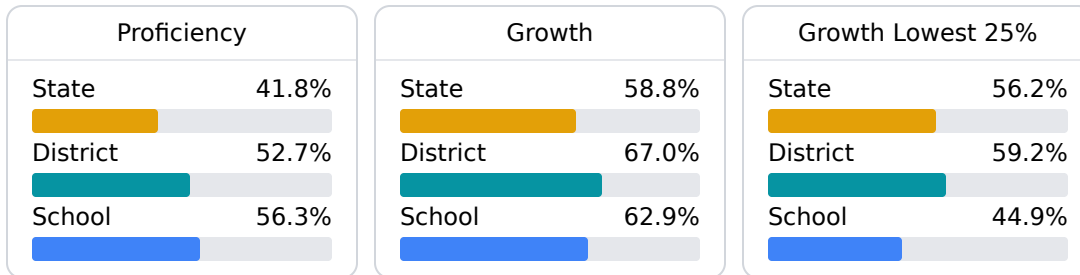 Proficiency
State 41.8%
District 52.7%
School 56.3%
Growth
State 58.8%
District 67.0%
School 62.9%
Growth Lowest 25%
State 56.2%
District 59.2%
School 44.9%